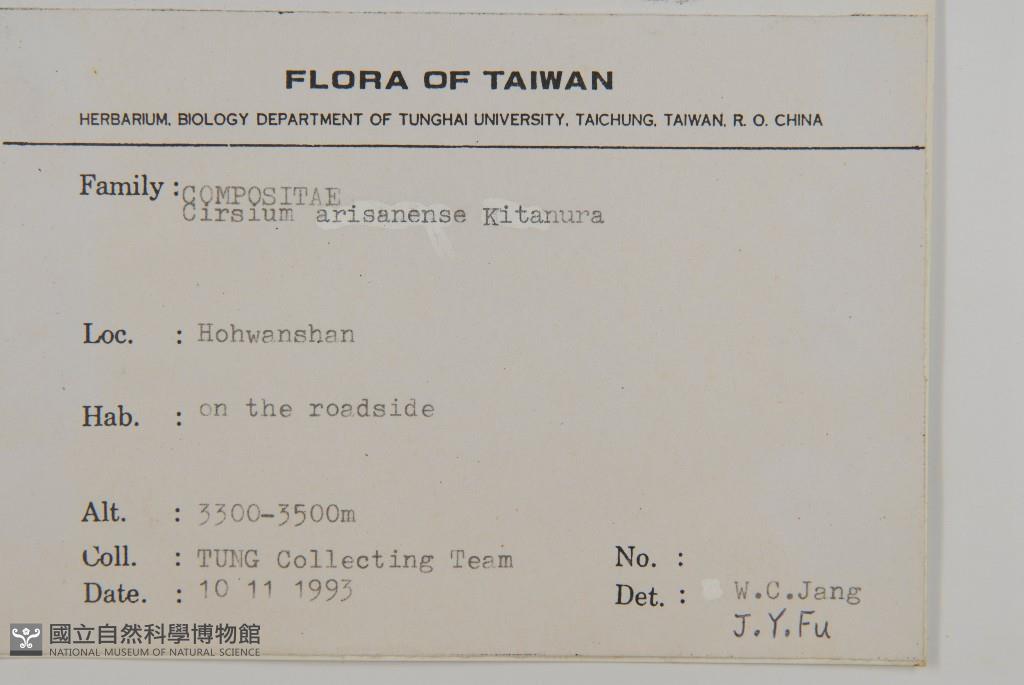 FLORA OF TAIWAN
HERBARIUM, BIOLOGY DEPARTMENT OF TUNGHAI UNIVERSITY, TAICHUNG, TAIWAN, R. O. CHINA
Family : COMPOSITAE
Cirsium arisanense Kitanura
Loc. : Hohwanshan
Hab. : on the roadside
Alt. : 3300-3500m
Coll. : TUNG Collecting Team No. :
Date. : 10 11 1993 Det. : W.C.Jang
J.Y.Fu
國立自然科學博物館
NATIONAL MUSEUM OF NATURAL SCIENCE